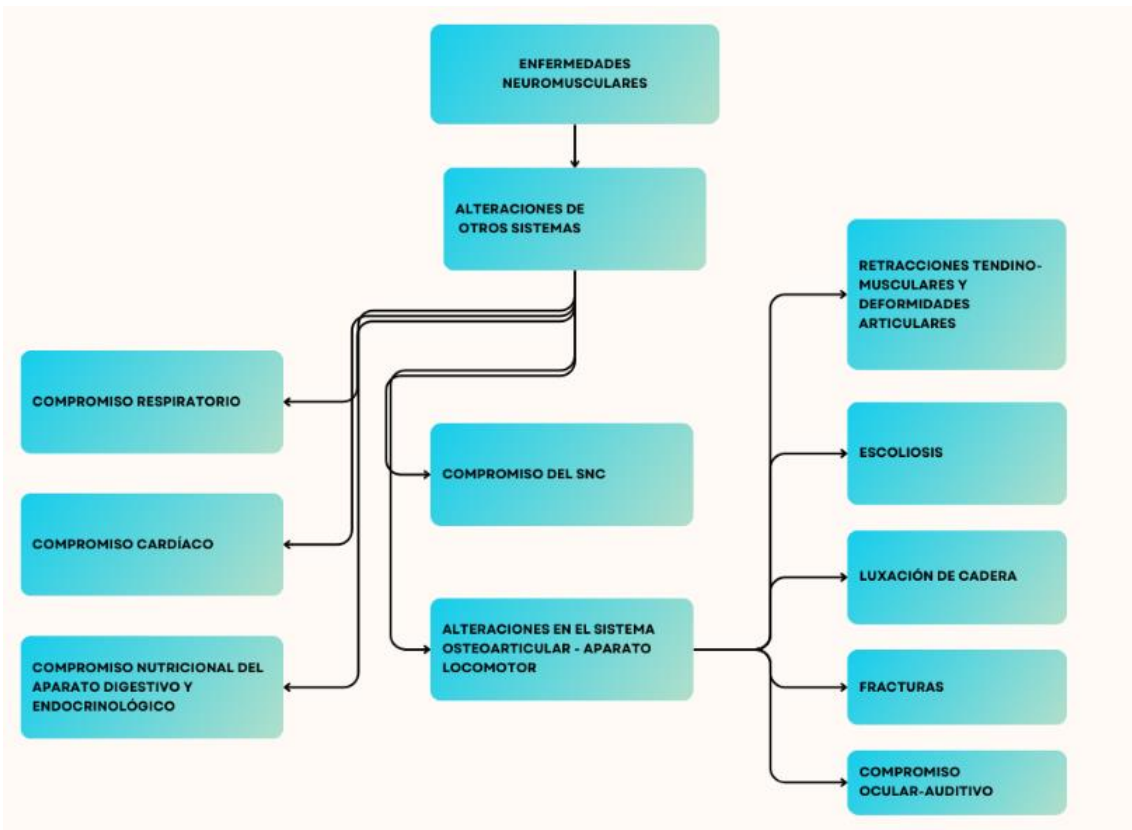 ENFERMEDADES
NEUROMUSCULARES
ALTERACIONES DE
OTROS SISTEMAS
COMPROMISO RESPIRATORIO
COMPROMISO CARDÍACO
COMPROMISO NUTRICIONAL DEL
APARATO DIGESTIVO Y
ENDOCRINOLÓGICO
COMPROMISO DEL SNC
ALTERACIONES EN EL SISTEMA
OSTEOARTICULAR - APARATO
LOCOMOTOR
RETRACCIONES TENDINO-
MUSCULARES Y
DEFORMIDADES
ARTICULARES
ESCOLIOSIS
LUXACIÓN DE CADERA
FRACTURAS
COMPROMISO
OCULAR-AUDITIVO